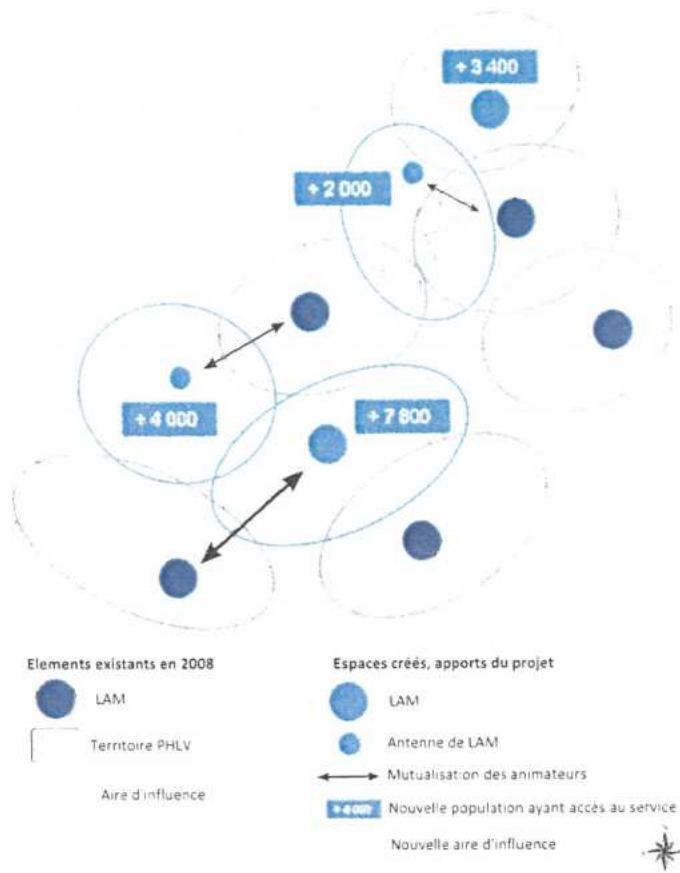 + 3 400
+ 2 000
+ 4 000
+ 7 800
Elements existants en 2008
LAM
Territoire PHLV
Aire d'influence
Espaces créés, apports du projet
LAM
Antenne de LAM
Mutualisation des animateurs
+4 000 Nouvelle population ayant accès au service
Nouvelle aire d'influence